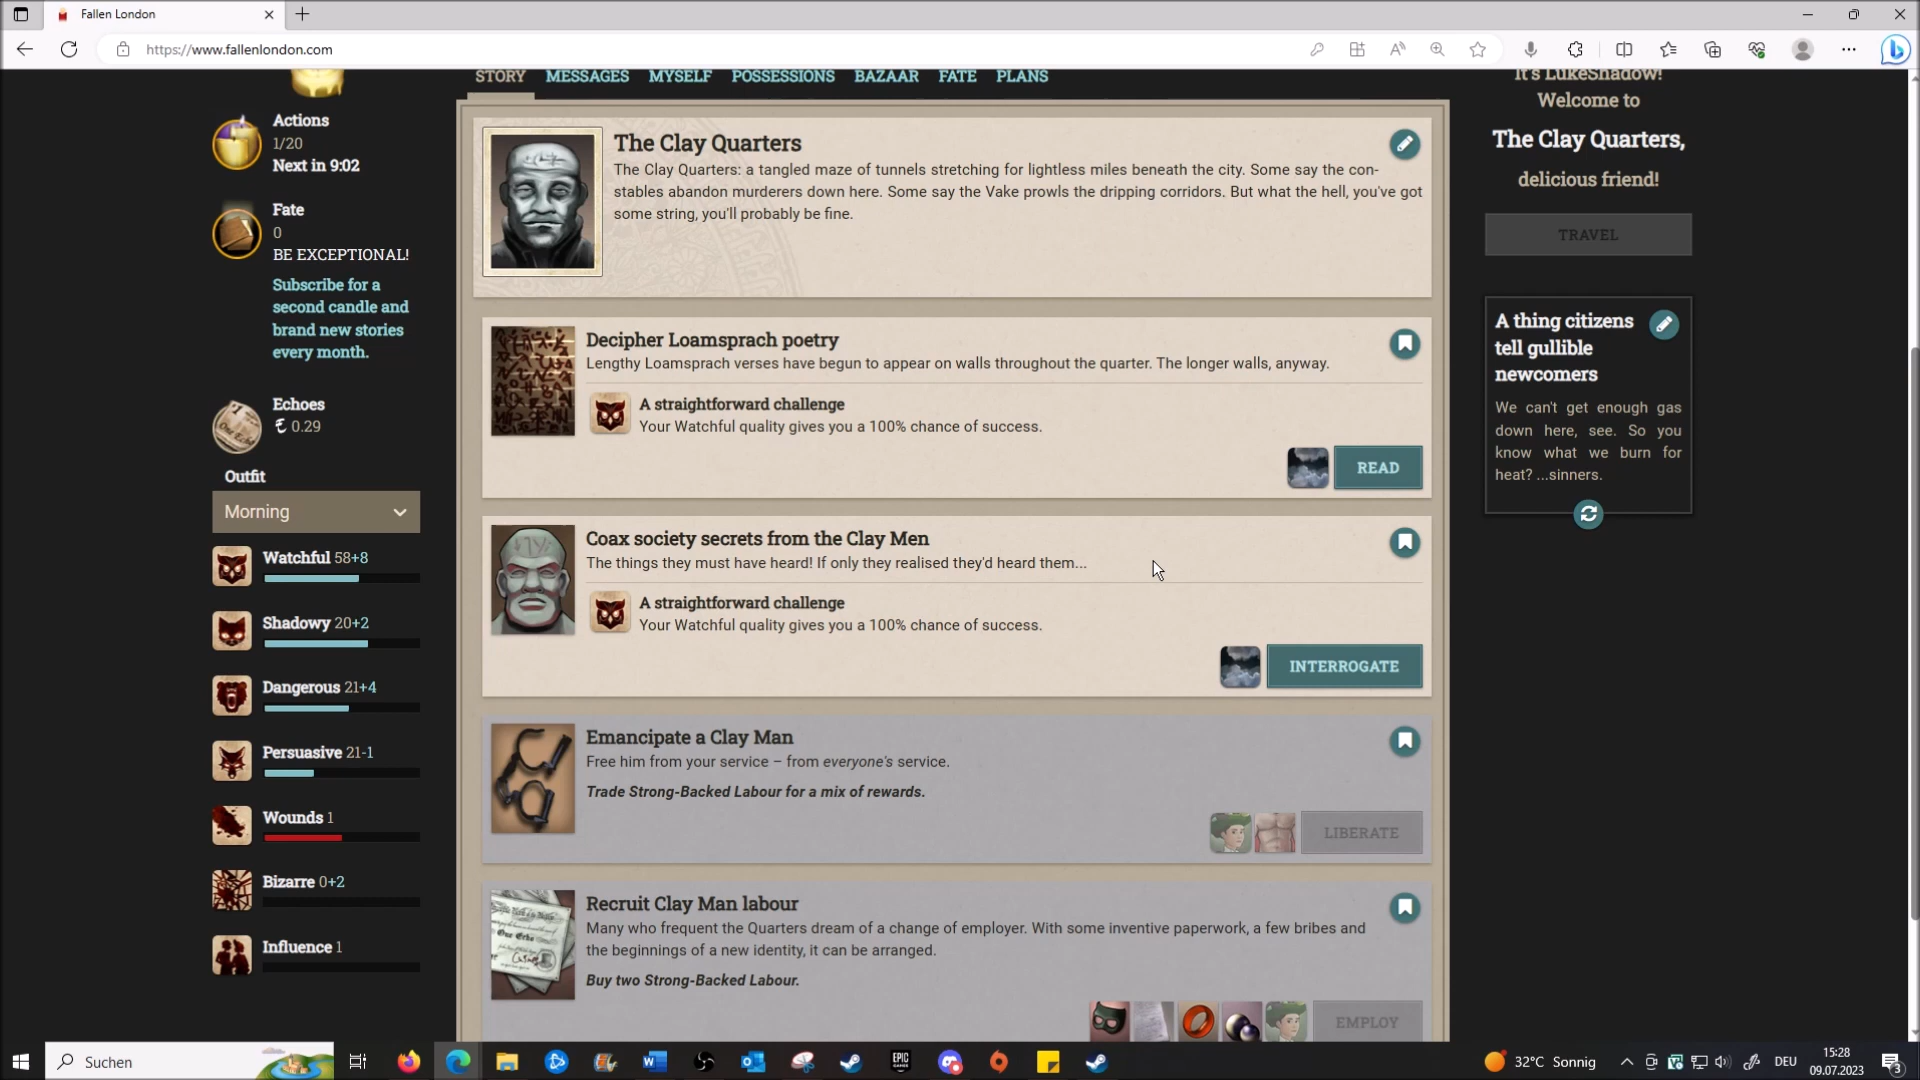 Fallen London
https://www.fallenlondon.com
STORY MESSAGES MYSELF POSSESSIONS BAZAAR FATE PLANS
Actions
1/20
Next in 9:02
Fate
0
BE EXCEPTIONAL!
Subscribe for a
second candle and
brand new stories
every month.
Echoes
0.29
Outfit
Morning
Watchful 58+8
Shadowy 20+2
Dangerous 21+4
Persuasive 21-1
Wounds 1
Bizarre 0+2
Influence 1
The Clay Quarters
The Clay Quarters: a tangled maze of tunnels stretching for lightless miles beneath the city. Some say the con-
stables abandon murderers down here. Some say the Vake prowls the dripping corridors. But what the hell, you've got
some string, you'll probably be fine.
Decipher Loamsprach poetry
Lengthy Loamsprach verses have begun to appear on walls throughout the quarter. The longer walls, anyway.
A straightforward challenge
Your Watchful quality gives you a 100% chance of success.
READ
Coax society secrets from the Clay Men
The things they must have heard! If only they realised they'd heard them...
A straightforward challenge
Your Watchful quality gives you a 100% chance of success.
INTERROGATE
Emancipate a Clay Man
Free him from your service – from everyone's service.
Trade Strong-Backed Labour for a mix of rewards.
LIBERATE
Recruit Clay Man labour
Many who frequent the Quarters dream of a change of employer. With some inventive paperwork, a few bribes and
the beginnings of a new identity, it can be arranged.
Buy two Strong-Backed Labour.
EMPLOY
It's LukeShadow!
Welcome to
The Clay Quarters,
delicious friend!
TRAVEL
A thing citizens
tell gullible
newcomers
We can't get enough gas
down here, see. So you
know what we burn for
heat? ...sinners.
Suchen
32°C Sonnig
DEU
15:28
09.07.2023
3